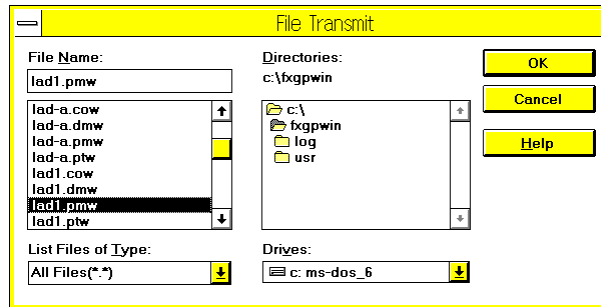 File Transmit
File Name:
lad1.pmw
lad-a.cow
lad-a.dmw
lad-a.pmw
lad-a.ptw
lad1.cow
lad1.dmw
lad1.pmw
lad1.ptw
List Files of Type:
All Files(*.*)
Directories:
c:\fxgpwin
c:\
fxgpwin
log
usr
Drives:
c: ms-dos_6
OK
Cancel
Help